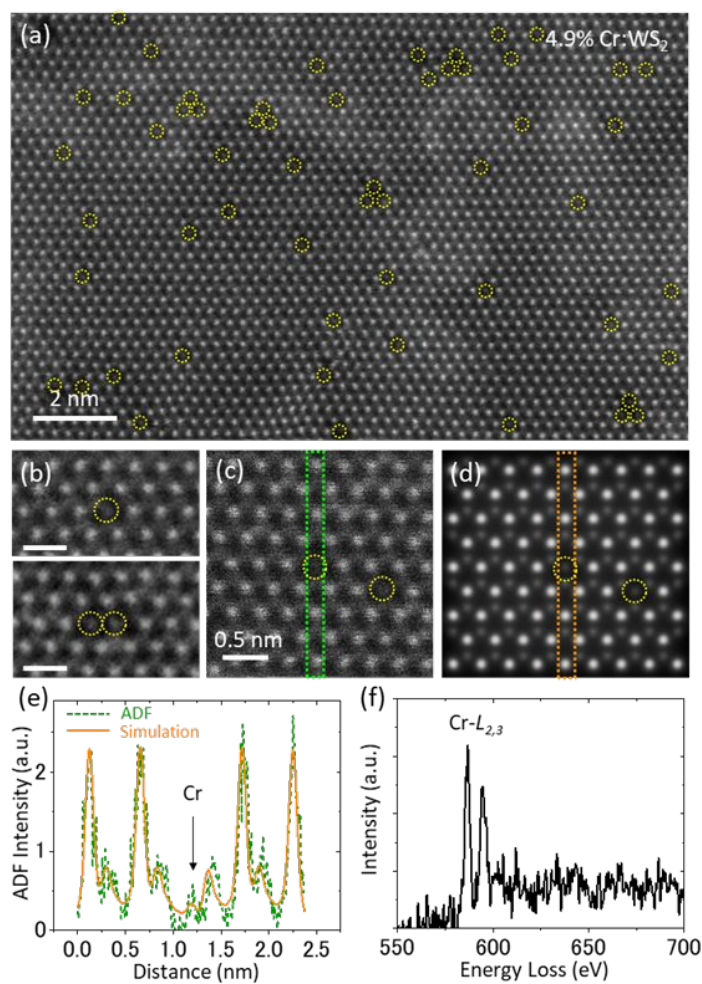 (a)
4.9% Cr:WS₂
2 nm
(b)
(c)
0.5 nm
(d)
(e)
ADF
Simulation
Cr
ADF Intensity (a.u.)
2
1
0
0.0 0.5 1.0 1.5 2.0 2.5
Distance (nm)
(f)
Cr-L₂,₃
Intensity (a.u.)
550 600 650 700
Energy Loss (eV)